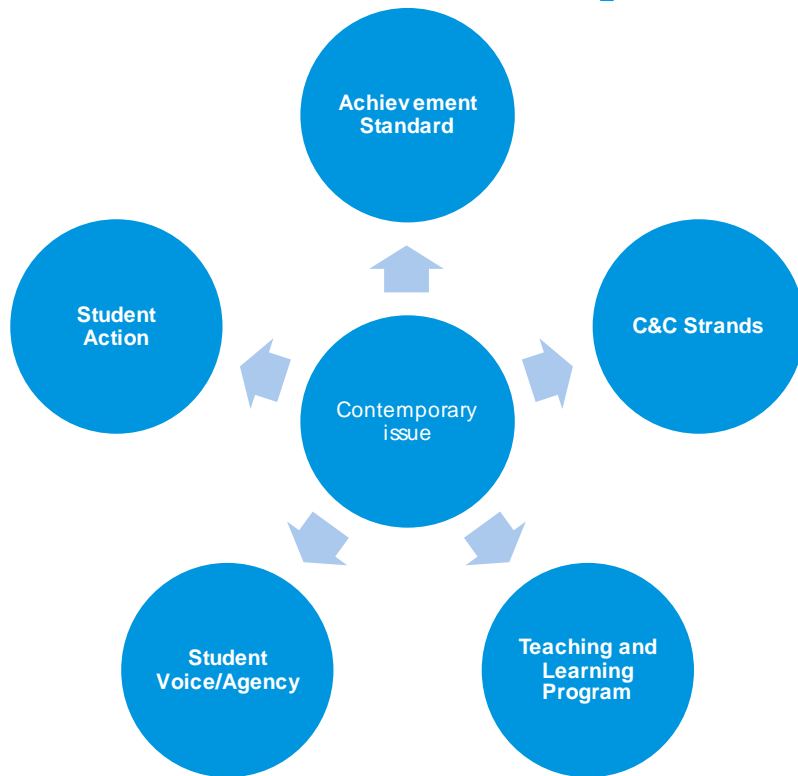 Achievement
Standard
Student
Action
C&C Strands
Contemporary
issue
Student
Voice/Agency
Teaching and
Learning
Program